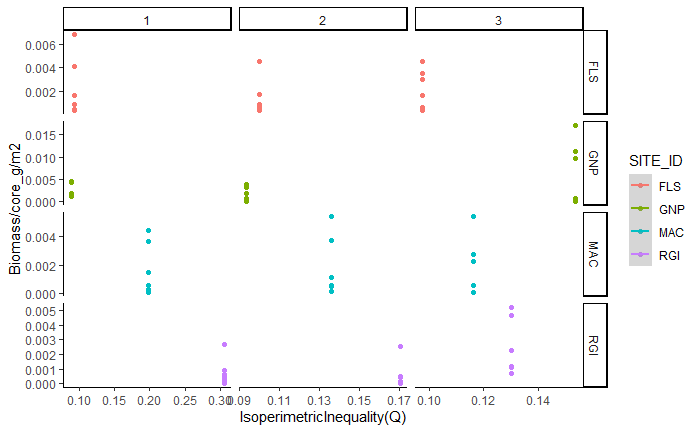 1 2 3
0.006
0.004
0.002
FLS
0.015
0.010
0.005
0.000
GNP
0.004
0.002
0.000
MAC
0.005
0.004
0.003
0.002
0.001
0.000
RGI
0.10 0.15 0.20 0.25 0.30 0.09 0.11 0.13 0.15 0.17 0.10 0.12 0.14
IsoperimetricInequality(Q)
Biomass/core_g/m2
SITE_ID
FLS
GNP
MAC
RGI